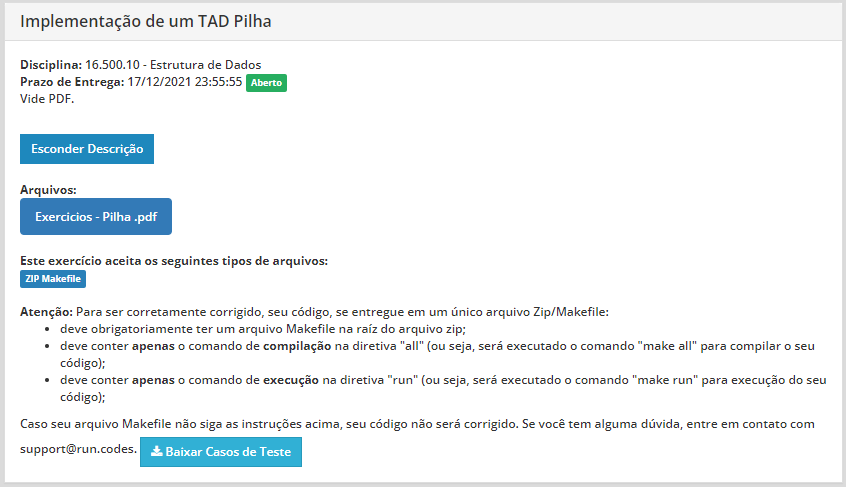 Implementação de um TAD Pilha
Disciplina: 16.500.10 - Estrutura de Dados
Prazo de Entrega: 17/12/2021 23:55:55 Aberto
Vide PDF.
Esconder Descrição
Arquivos:
Exercicios - Pilha .pdf
Este exercício aceita os seguintes tipos de arquivos:
ZIP Makefile
Atenção: Para ser corretamente corrigido, seu código, se entregue em um único arquivo Zip/Makefile:
• deve obrigatoriamente ter um arquivo Makefile na raíz do arquivo zip;
• deve conter apenas o comando de compilação na diretiva "all" (ou seja, será executado o comando "make all" para compilar o seu
código);
• deve conter apenas o comando de execução na diretiva "run" (ou seja, será executado o comando "make run" para execução do seu
código);
Caso seu arquivo Makefile não siga as instruções acima, seu código não será corrigido. Se você tem alguma dúvida, entre em contato com
support@run.codes. Baixar Casos de Teste